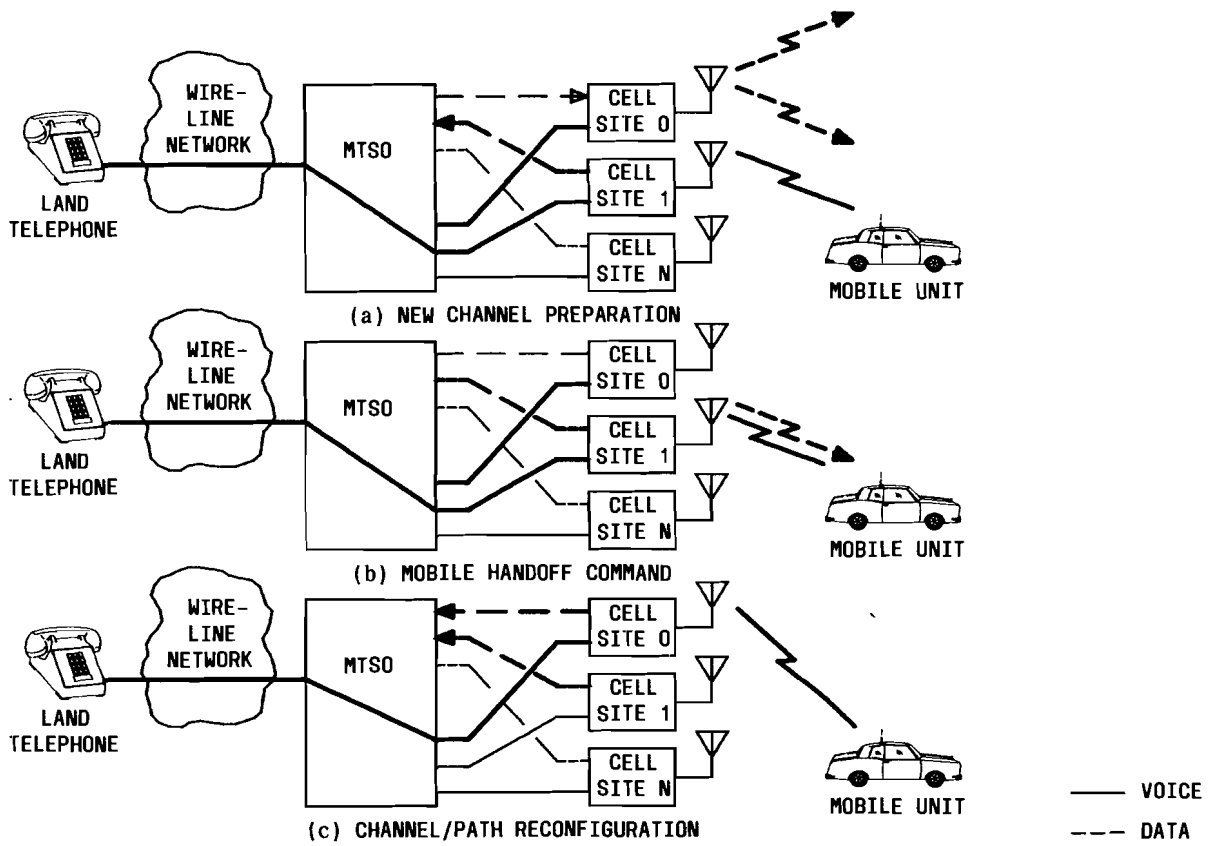 WIRE-
LINE
NETWORK
LAND
TELEPHONE
MTSO
CELL
SITE 0
CELL
SITE 1
CELL
SITE N
MOBILE UNIT
(a) NEW CHANNEL PREPARATION
WIRE-
LINE
NETWORK
LAND
TELEPHONE
MTSO
CELL
SITE 0
CELL
SITE 1
CELL
SITE N
MOBILE UNIT
(b) MOBILE HANDOFF COMMAND
WIRE-
LINE
NETWORK
LAND
TELEPHONE
MTSO
CELL
SITE 0
CELL
SITE 1
CELL
SITE N
MOBILE UNIT
(c) CHANNEL/PATH RECONFIGURATION
VOICE
DATA